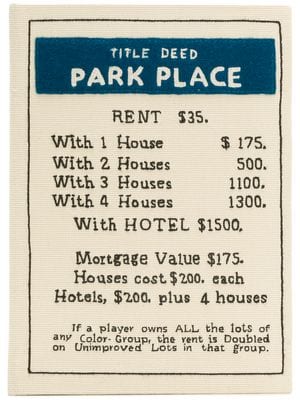 TITLE DEED
PARK PLACE
RENT $35.
With 1 House $ 175.
With 2 Houses 500.
With 3 Houses 1100.
With 4 Houses 1300.
With HOTEL $1500.
Mortgage Value $175.
Houses cost $200. each
Hotels, $200. plus 4 houses
If a player owns ALL the lots of
any Color-Group, the rent is Doubled
on Unimproved Lots in that group.